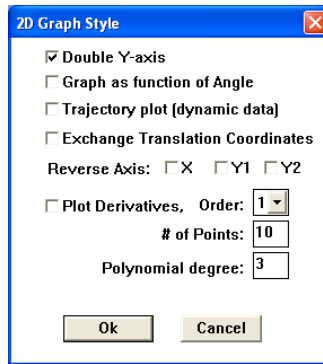 2D Graph Style
Double Y-axis
Graph as function of Angle
Trajectory plot (dynamic data)
Exchange Translation Coordinates
Reverse Axis: X Y1 Y2
Plot Derivatives, Order: 1
# of Points: 10
Polynomial degree: 3
Ok Cancel